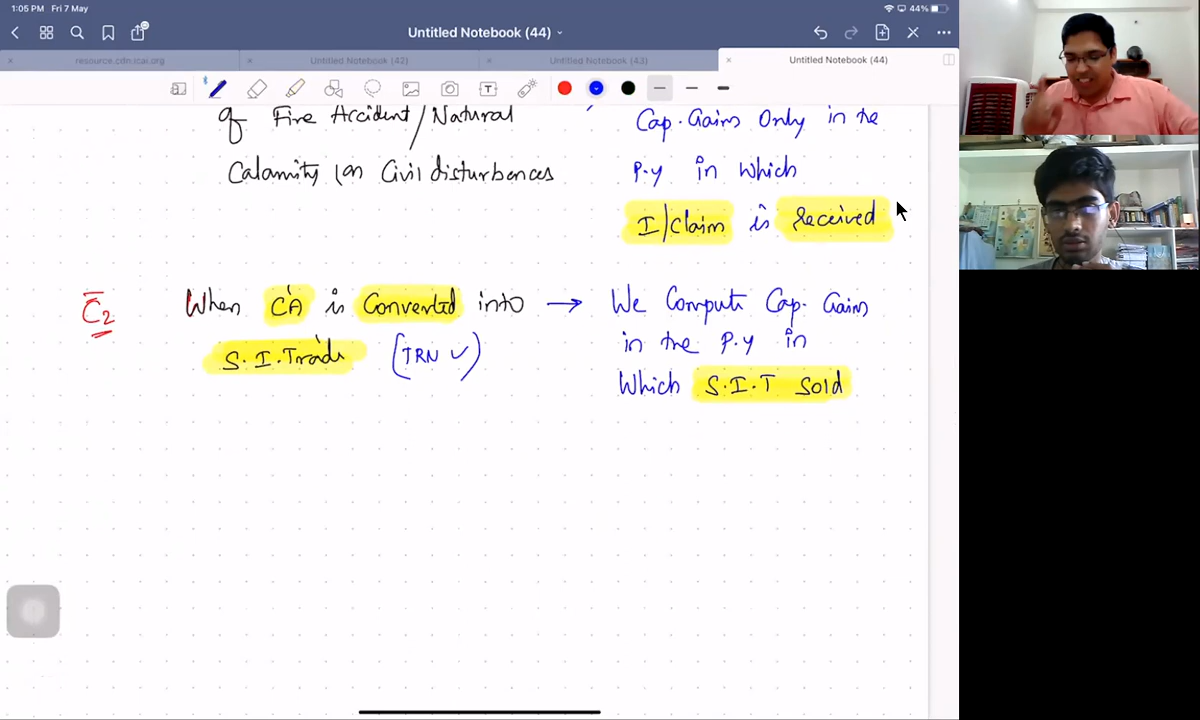 1:05 PM Fri 7 May
44%
Untitled Notebook (44)
resource.cdn.icai.org
Untitled Notebook (42)
Untitled Notebook (43)
Untitled Notebook (44)
of Fire Accident/Natural
Calamity (or Civil disturbences
Cap. Gains Only in the
P.y in Which
I/Claim is received
C2
When CA is Converted into
S.I.Trade (TRN ✓)
→ We Compute Cap. Gains
in the P.y in
Which S.I.T Sold